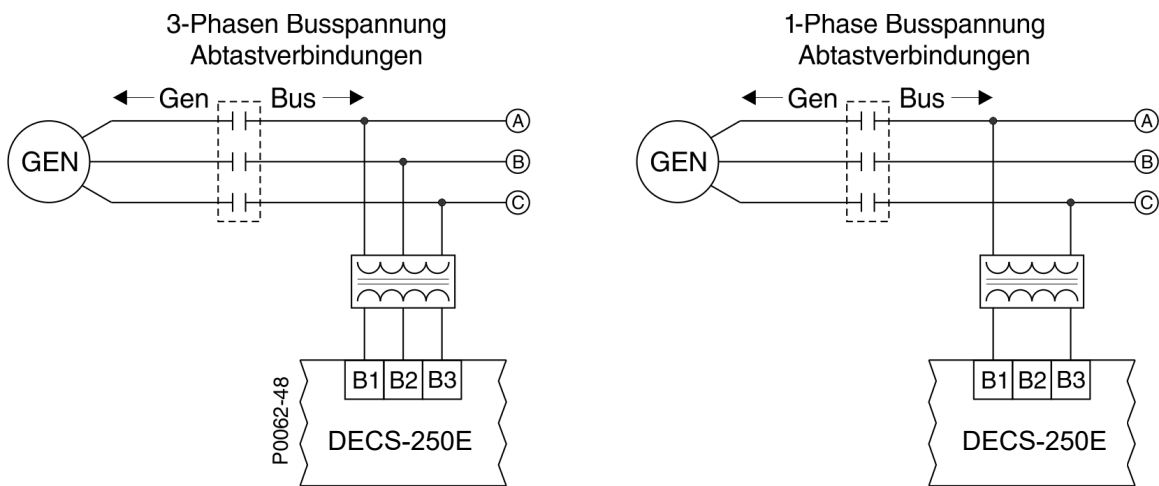 3-Phasen Busspannung
Abtastverbindungen
Gen Bus
GEN
A
B
C
B1 B2 B3
DECS-250E
P0062-48
1-Phase Busspannung
Abtastverbindungen
Gen Bus
GEN
A
B
C
B1 B2 B3
DECS-250E